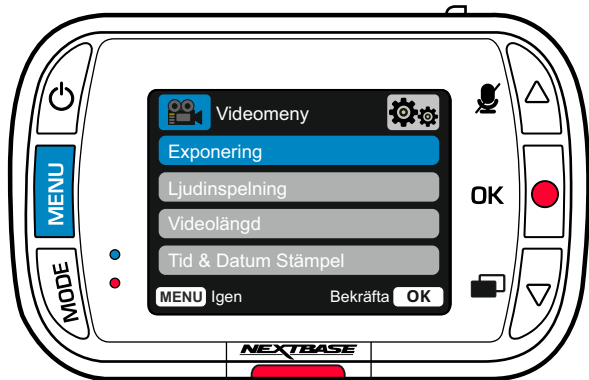 Videomeny
Exponering
Ljudinspelning
Videolängd
Tid & Datum Stämpel
MENU Igen Bekräfta OK
MENU
MODE
OK
NEXTBASE